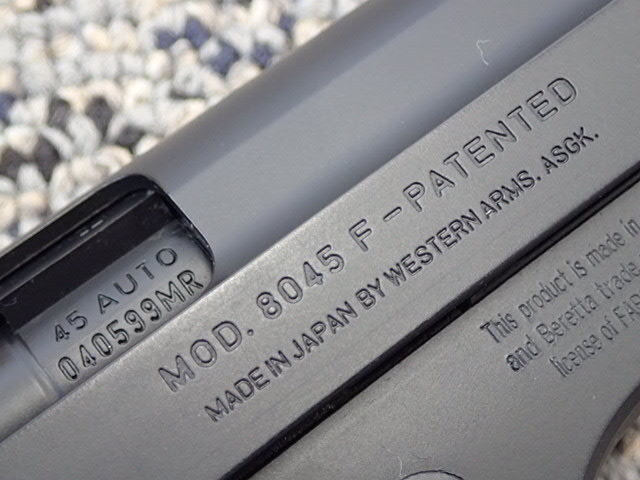 45 AUTO
040599MR
MOD. 8045 F-PATENTED
MADE IN JAPAN BY WESTERN ARMS. ASGK.
This product is made in
and Beretta trade
license of